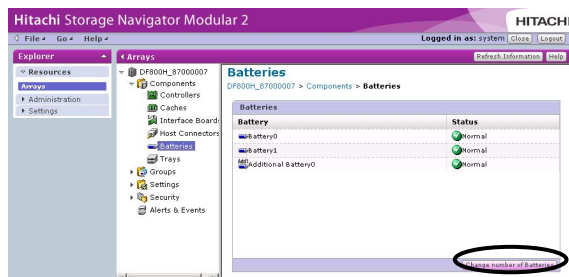 Hitachi Storage Navigator Modular 2
HITACHI
File Go Help
Logged in as: system Close Logout
Explorer
Arrays
Refresh Information Help
Resources
Arrays
Administration
Settings
DF800H_87000007
Components
Controllers
Caches
Interface Boards
Host Connectors
Batteries
Trays
Groups
Settings
Security
Alerts & Events
Batteries
DF800H_87000007 > Components > Batteries
Batteries
Battery Status
Battery0 Normal
Battery1 Normal
Additional Battery0 Normal
Change number of Batteries